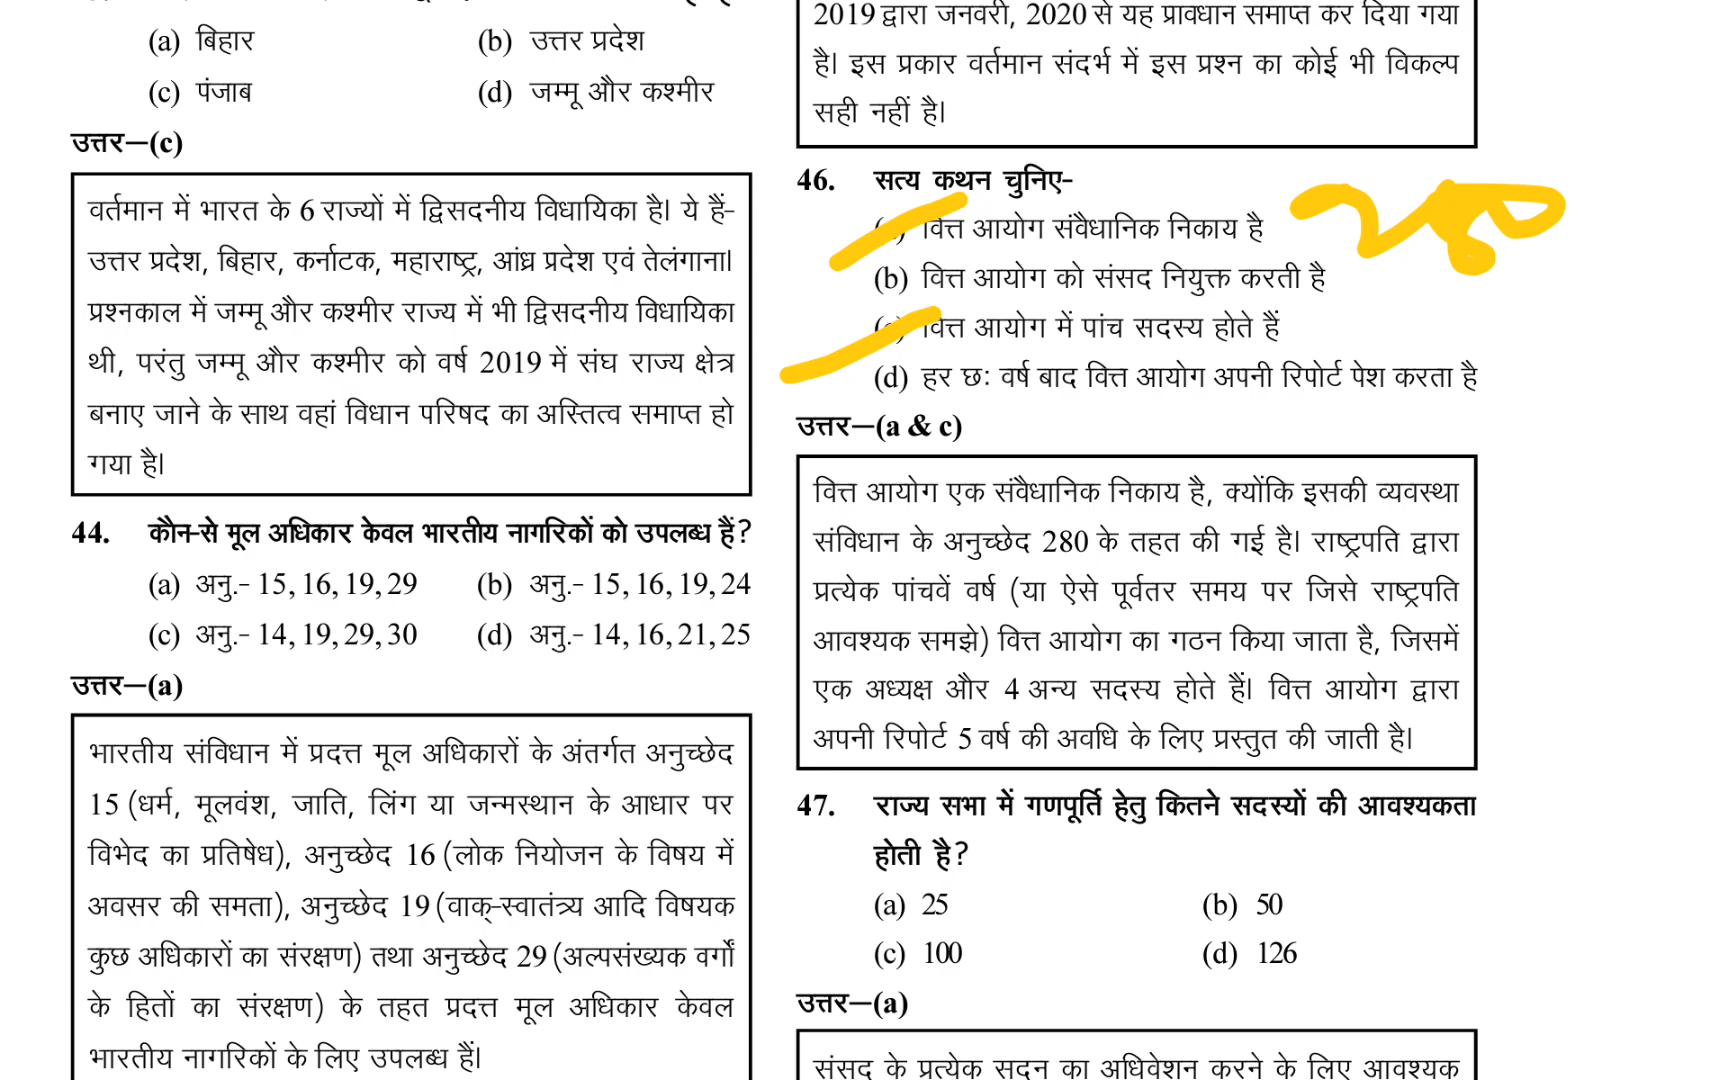 (a) बिहार (b) उत्तर प्रदेश
(c) पंजाब (d) जम्मू और कश्मीर
उत्तर—(c)
वर्तमान में भारत के 6 राज्यों में द्विसदनीय विधायिका है। ये हैं-
उत्तर प्रदेश, बिहार, कर्नाटक, महाराष्ट्र, आंध्र प्रदेश एवं तेलंगाना।
प्रश्नकाल में जम्मू और कश्मीर राज्य में भी द्विसदनीय विधायिका
थी, परंतु जम्मू और कश्मीर को वर्ष 2019 में संघ राज्य क्षेत्र
बनाए जाने के साथ वहां विधान परिषद का अस्तित्व समाप्त हो
गया है।
44. कौन-से मूल अधिकार केवल भारतीय नागरिकों को उपलब्ध हैं?
(a) अनु.- 15, 16, 19, 29 (b) अनु.- 15, 16, 19, 24
(c) अनु.- 14, 19, 29, 30 (d) अनु.- 14, 16, 21, 25
उत्तर—(a)
भारतीय संविधान में प्रदत्त मूल अधिकारों के अंतर्गत अनुच्छेद
15 (धर्म, मूलवंश, जाति, लिंग या जन्मस्थान के आधार पर
विभेद का प्रतिषेध), अनुच्छेद 16 (लोक नियोजन के विषय में
अवसर की समता), अनुच्छेद 19 (वाक्-स्वातंत्र्य आदि विषयक
कुछ अधिकारों का संरक्षण) तथा अनुच्छेद 29 (अल्पसंख्यक वर्गों
के हितों का संरक्षण) के तहत प्रदत्त मूल अधिकार केवल
भारतीय नागरिकों के लिए उपलब्ध हैं।
2019 द्वारा जनवरी, 2020 से यह प्रावधान समाप्त कर दिया गया
है। इस प्रकार वर्तमान संदर्भ में इस प्रश्न का कोई भी विकल्प
सही नहीं है।
46. सत्य कथन चुनिए-
वित्त आयोग संवैधानिक निकाय है
(b) वित्त आयोग को संसद नियुक्त करती है
वित्त आयोग में पांच सदस्य होते हैं
(d) हर छः वर्ष बाद वित्त आयोग अपनी रिपोर्ट पेश करता है
उत्तर—(a & c)
वित्त आयोग एक संवैधानिक निकाय है, क्योंकि इसकी व्यवस्था
संविधान के अनुच्छेद 280 के तहत की गई है। राष्ट्रपति द्वारा
प्रत्येक पांचवें वर्ष (या ऐसे पूर्वतर समय पर जिसे राष्ट्रपति
आवश्यक समझे) वित्त आयोग का गठन किया जाता है, जिसमें
एक अध्यक्ष और 4 अन्य सदस्य होते हैं। वित्त आयोग द्वारा
अपनी रिपोर्ट 5 वर्ष की अवधि के लिए प्रस्तुत की जाती है।
47. राज्य सभा में गणपूर्ति हेतु कितने सदस्यों की आवश्यकता
होती है?
(a) 25 (b) 50
(c) 100 (d) 126
उत्तर—(a)
संसद के प्रत्येक सदन का अधिवेशन करने के लिए आवश्यक